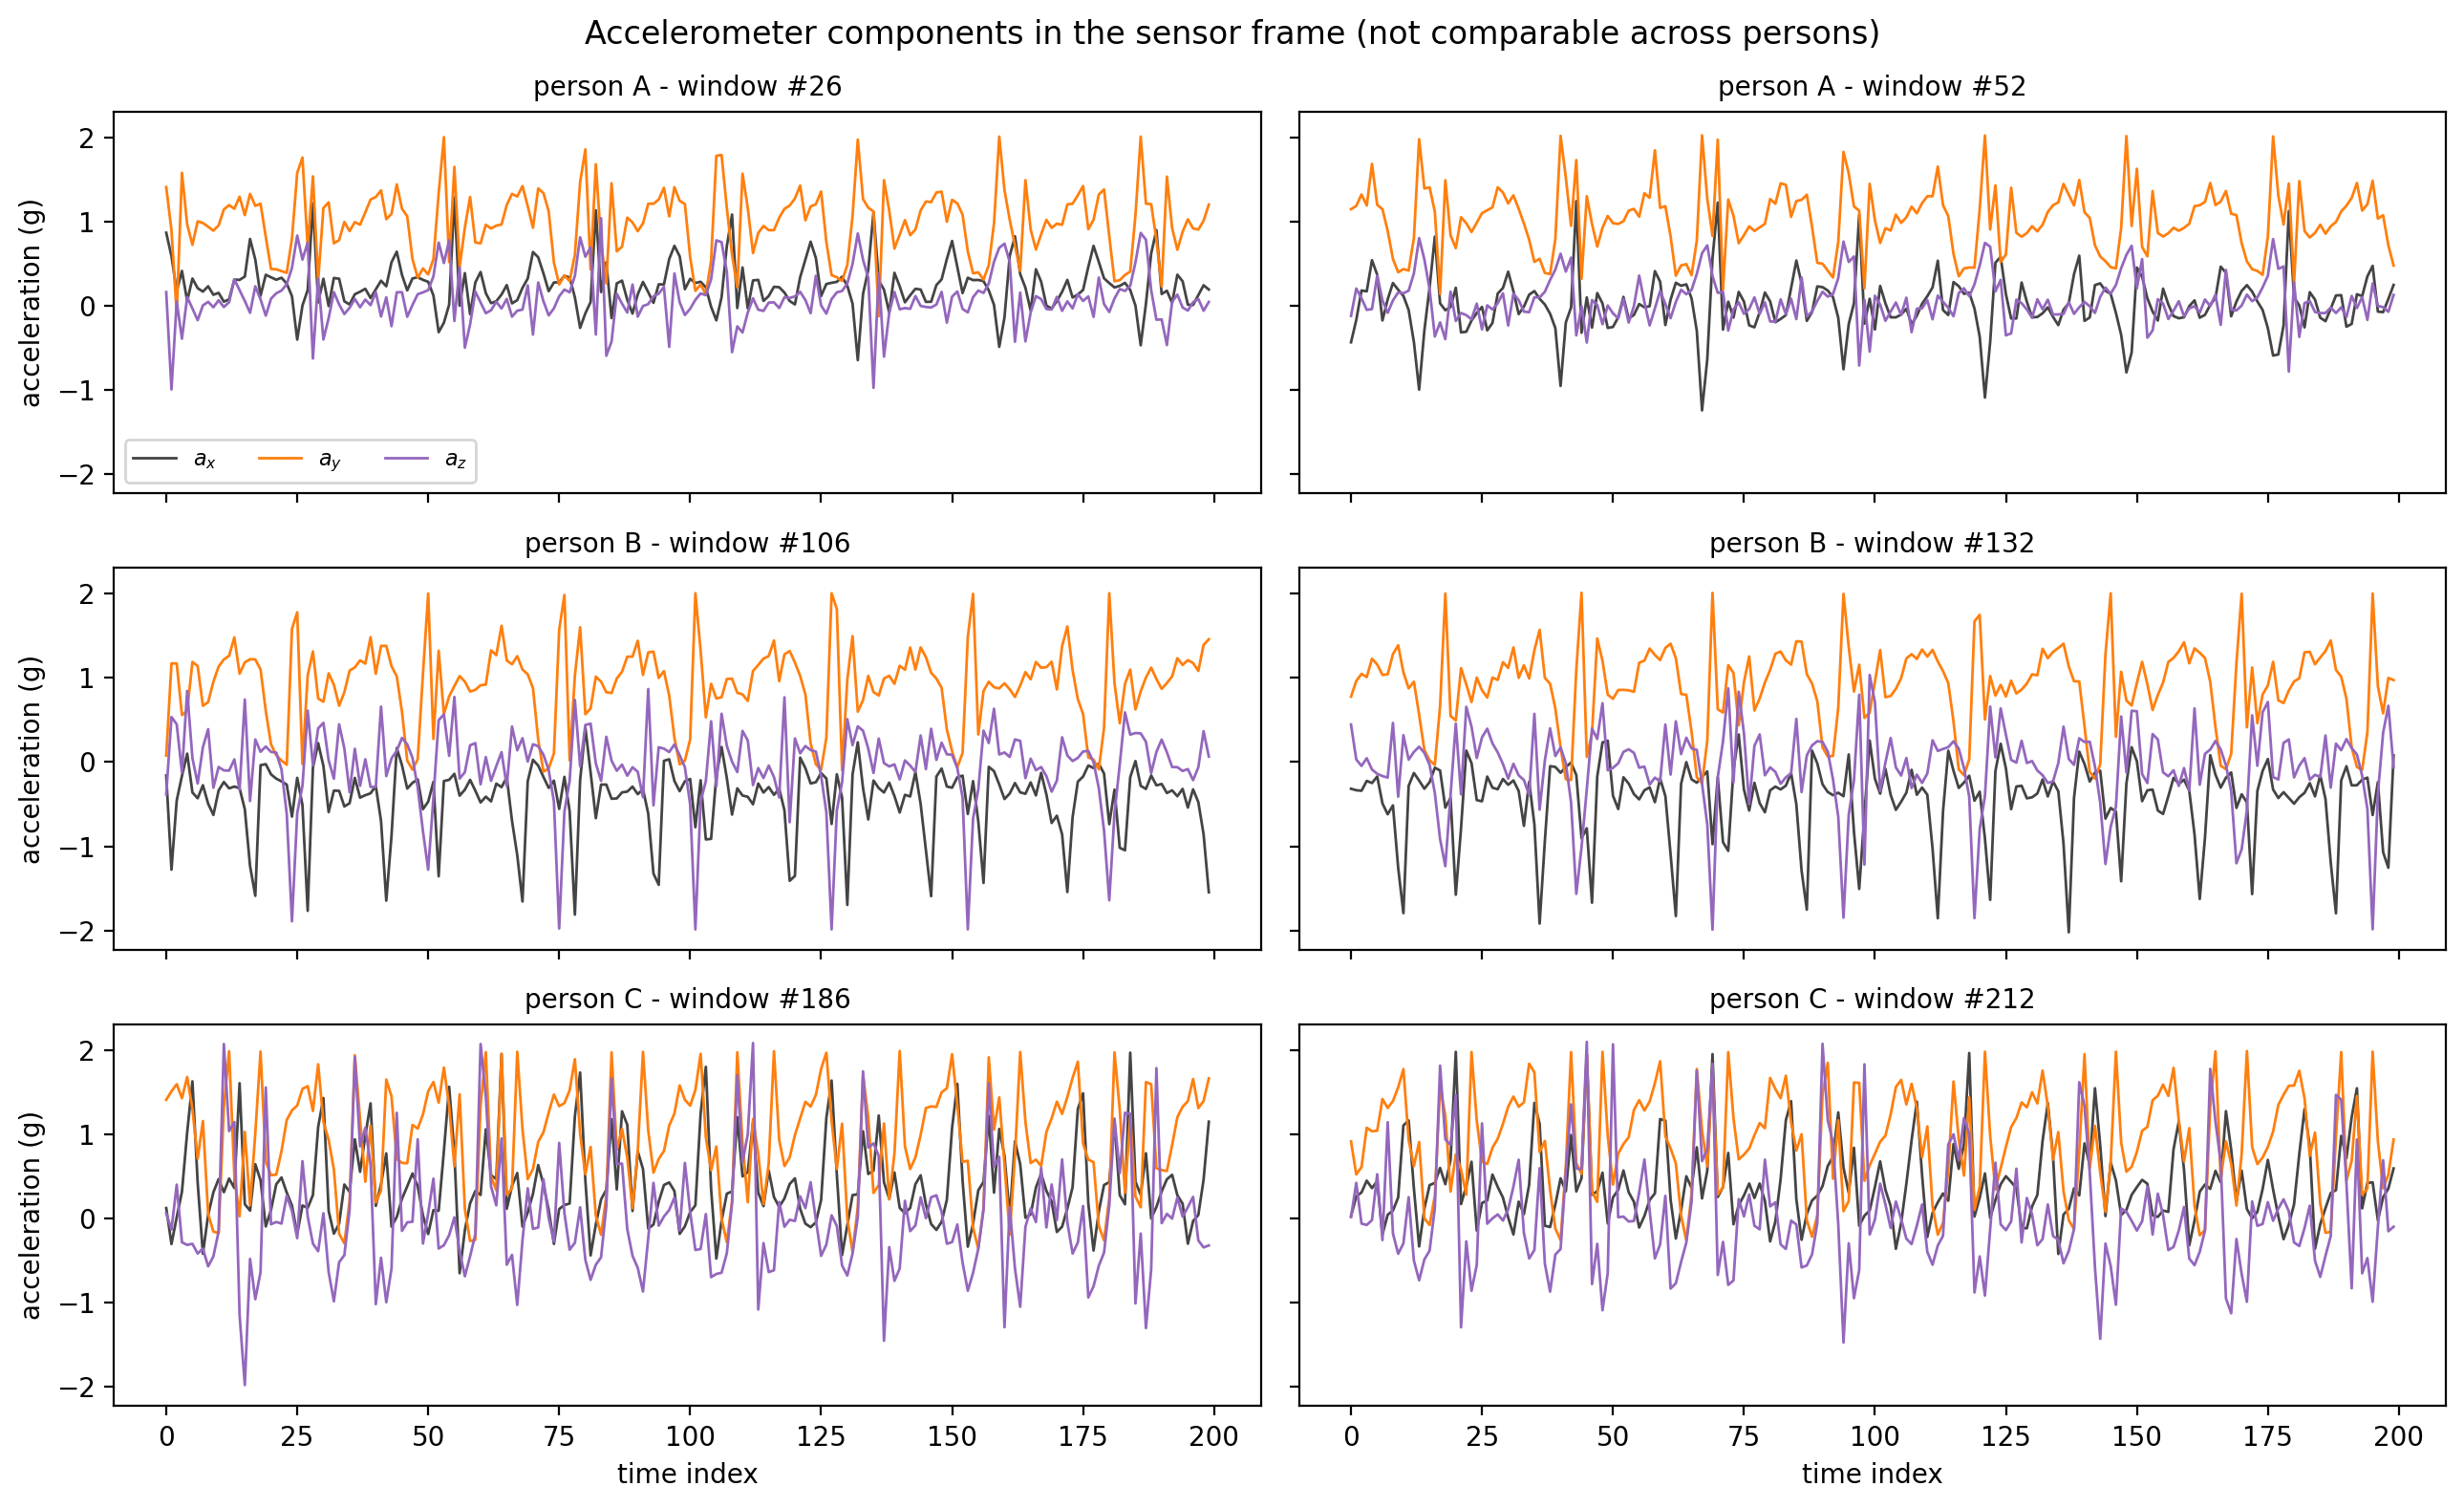 Accelerometer components in the sensor frame (not comparable across persons)
person A - window #26
person A - window #52
acceleration (g)
2
1
0
−1
−2
a_x a_y a_z
person B - window #106
person B - window #132
acceleration (g)
2
1
0
−1
−2
person C - window #186
person C - window #212
acceleration (g)
2
1
0
−1
−2
0 25 50 75 100 125 150 175 200
0 25 50 75 100 125 150 175 200
time index
time index